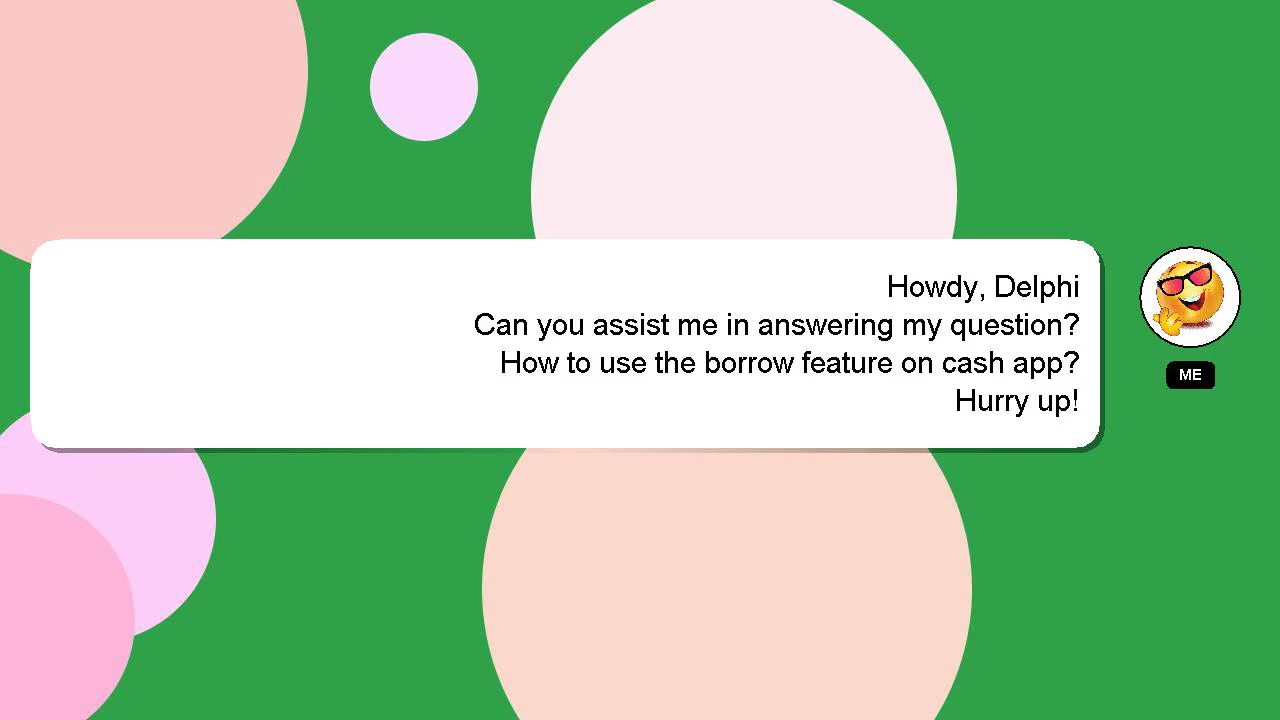 Howdy, Delphi
Can you assist me in answering my question?
How to use the borrow feature on cash app?
Hurry up!
ME